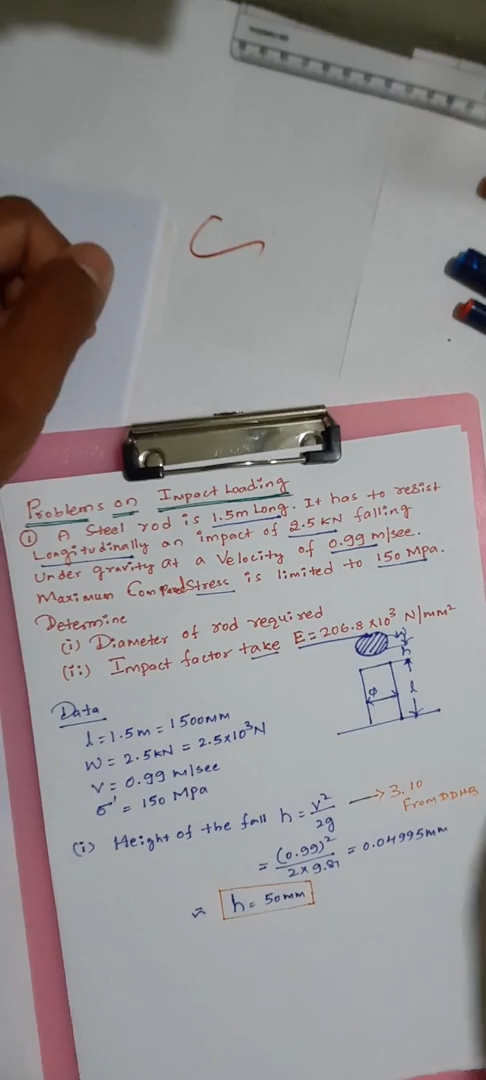 Problems on Impact Loading
① A Steel rod is 1.5m Long. It has to resist
Longitudinally an impact of 2.5 KN falling
under gravity at a velocity of 0.99 m/sec.
Maximum Stress is limited to 150 MPa.
Determine
(i) Diameter of rod required
(ii) Impact factor take E = 206.8 x10³ N/mm²
W
h
φ
l
Data
l = 1.5m = 1500mm
W = 2.5KN = 2.5x10³N
V = 0.99 m/sec
σ' = 150 MPa
(i) Height of the fall h = V²/2g → 3.10
From DDHB
= (0.99)²/2x9.81 = 0.04995mm
≈ h = 50mm